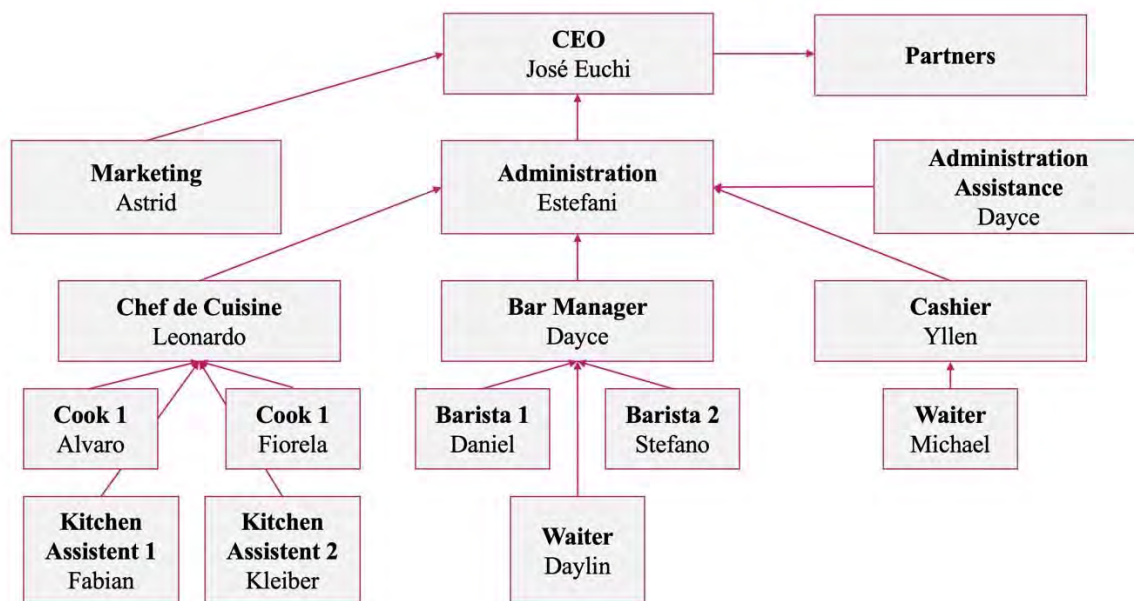 CEO
José Euchi
Partners
Marketing
Astrid
Administration
Estefani
Administration
Assistance
Dayce
Chef de Cuisine
Leonardo
Bar Manager
Dayce
Cashier
Yllen
Cook 1
Alvaro
Cook 1
Fiorela
Barista 1
Daniel
Barista 2
Stefano
Waiter
Michael
Kitchen
Assistent 1
Fabian
Kitchen
Assistent 2
Kleiber
Waiter
Daylin